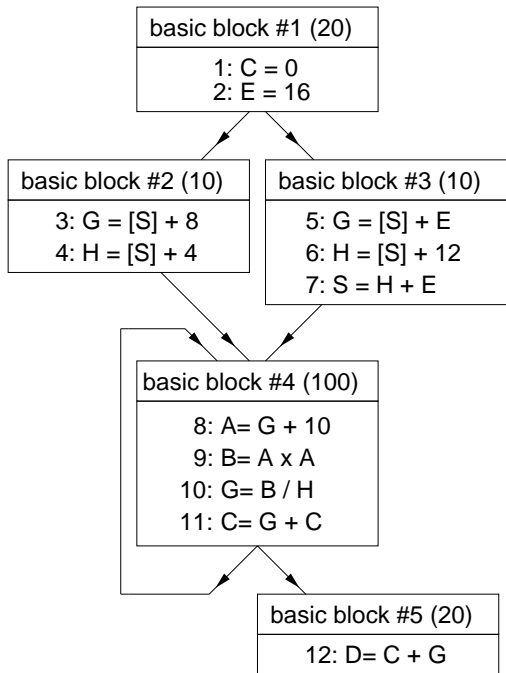 basic block #1 (20)
1: C = 0
2: E = 16
basic block #2 (10)
3: G = [S] + 8
4: H = [S] + 4
basic block #3 (10)
5: G = [S] + E
6: H = [S] + 12
7: S = H + E
basic block #4 (100)
8: A= G + 10
9: B= A x A
10: G= B / H
11: C= G + C
basic block #5 (20)
12: D= C + G